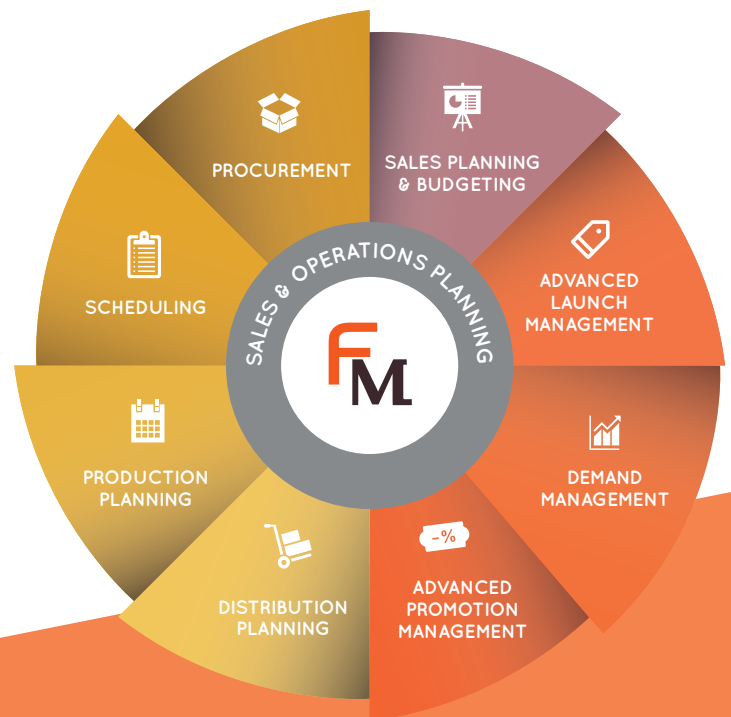 PROCUREMENT
SALES PLANNING
& BUDGETING
ADVANCED
LAUNCH
MANAGEMENT
DEMAND
MANAGEMENT
-%
ADVANCED
PROMOTION
MANAGEMENT
DISTRIBUTION
PLANNING
PRODUCTION
PLANNING
SCHEDULING
SALES & OPERATIONS PLANNING
FML